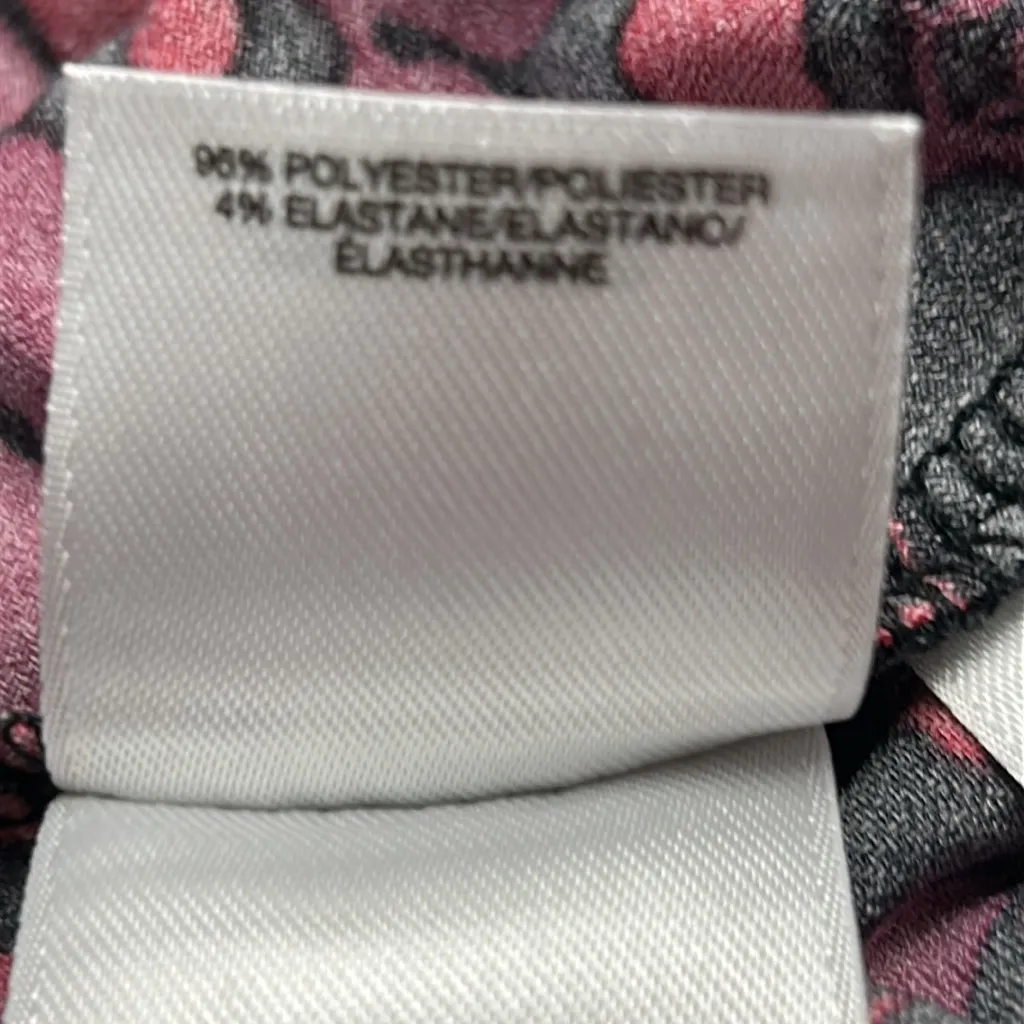 96% POLYESTER/POLIESTER
4% ELASTANE/ELASTANO/
ÉLASTHANNE